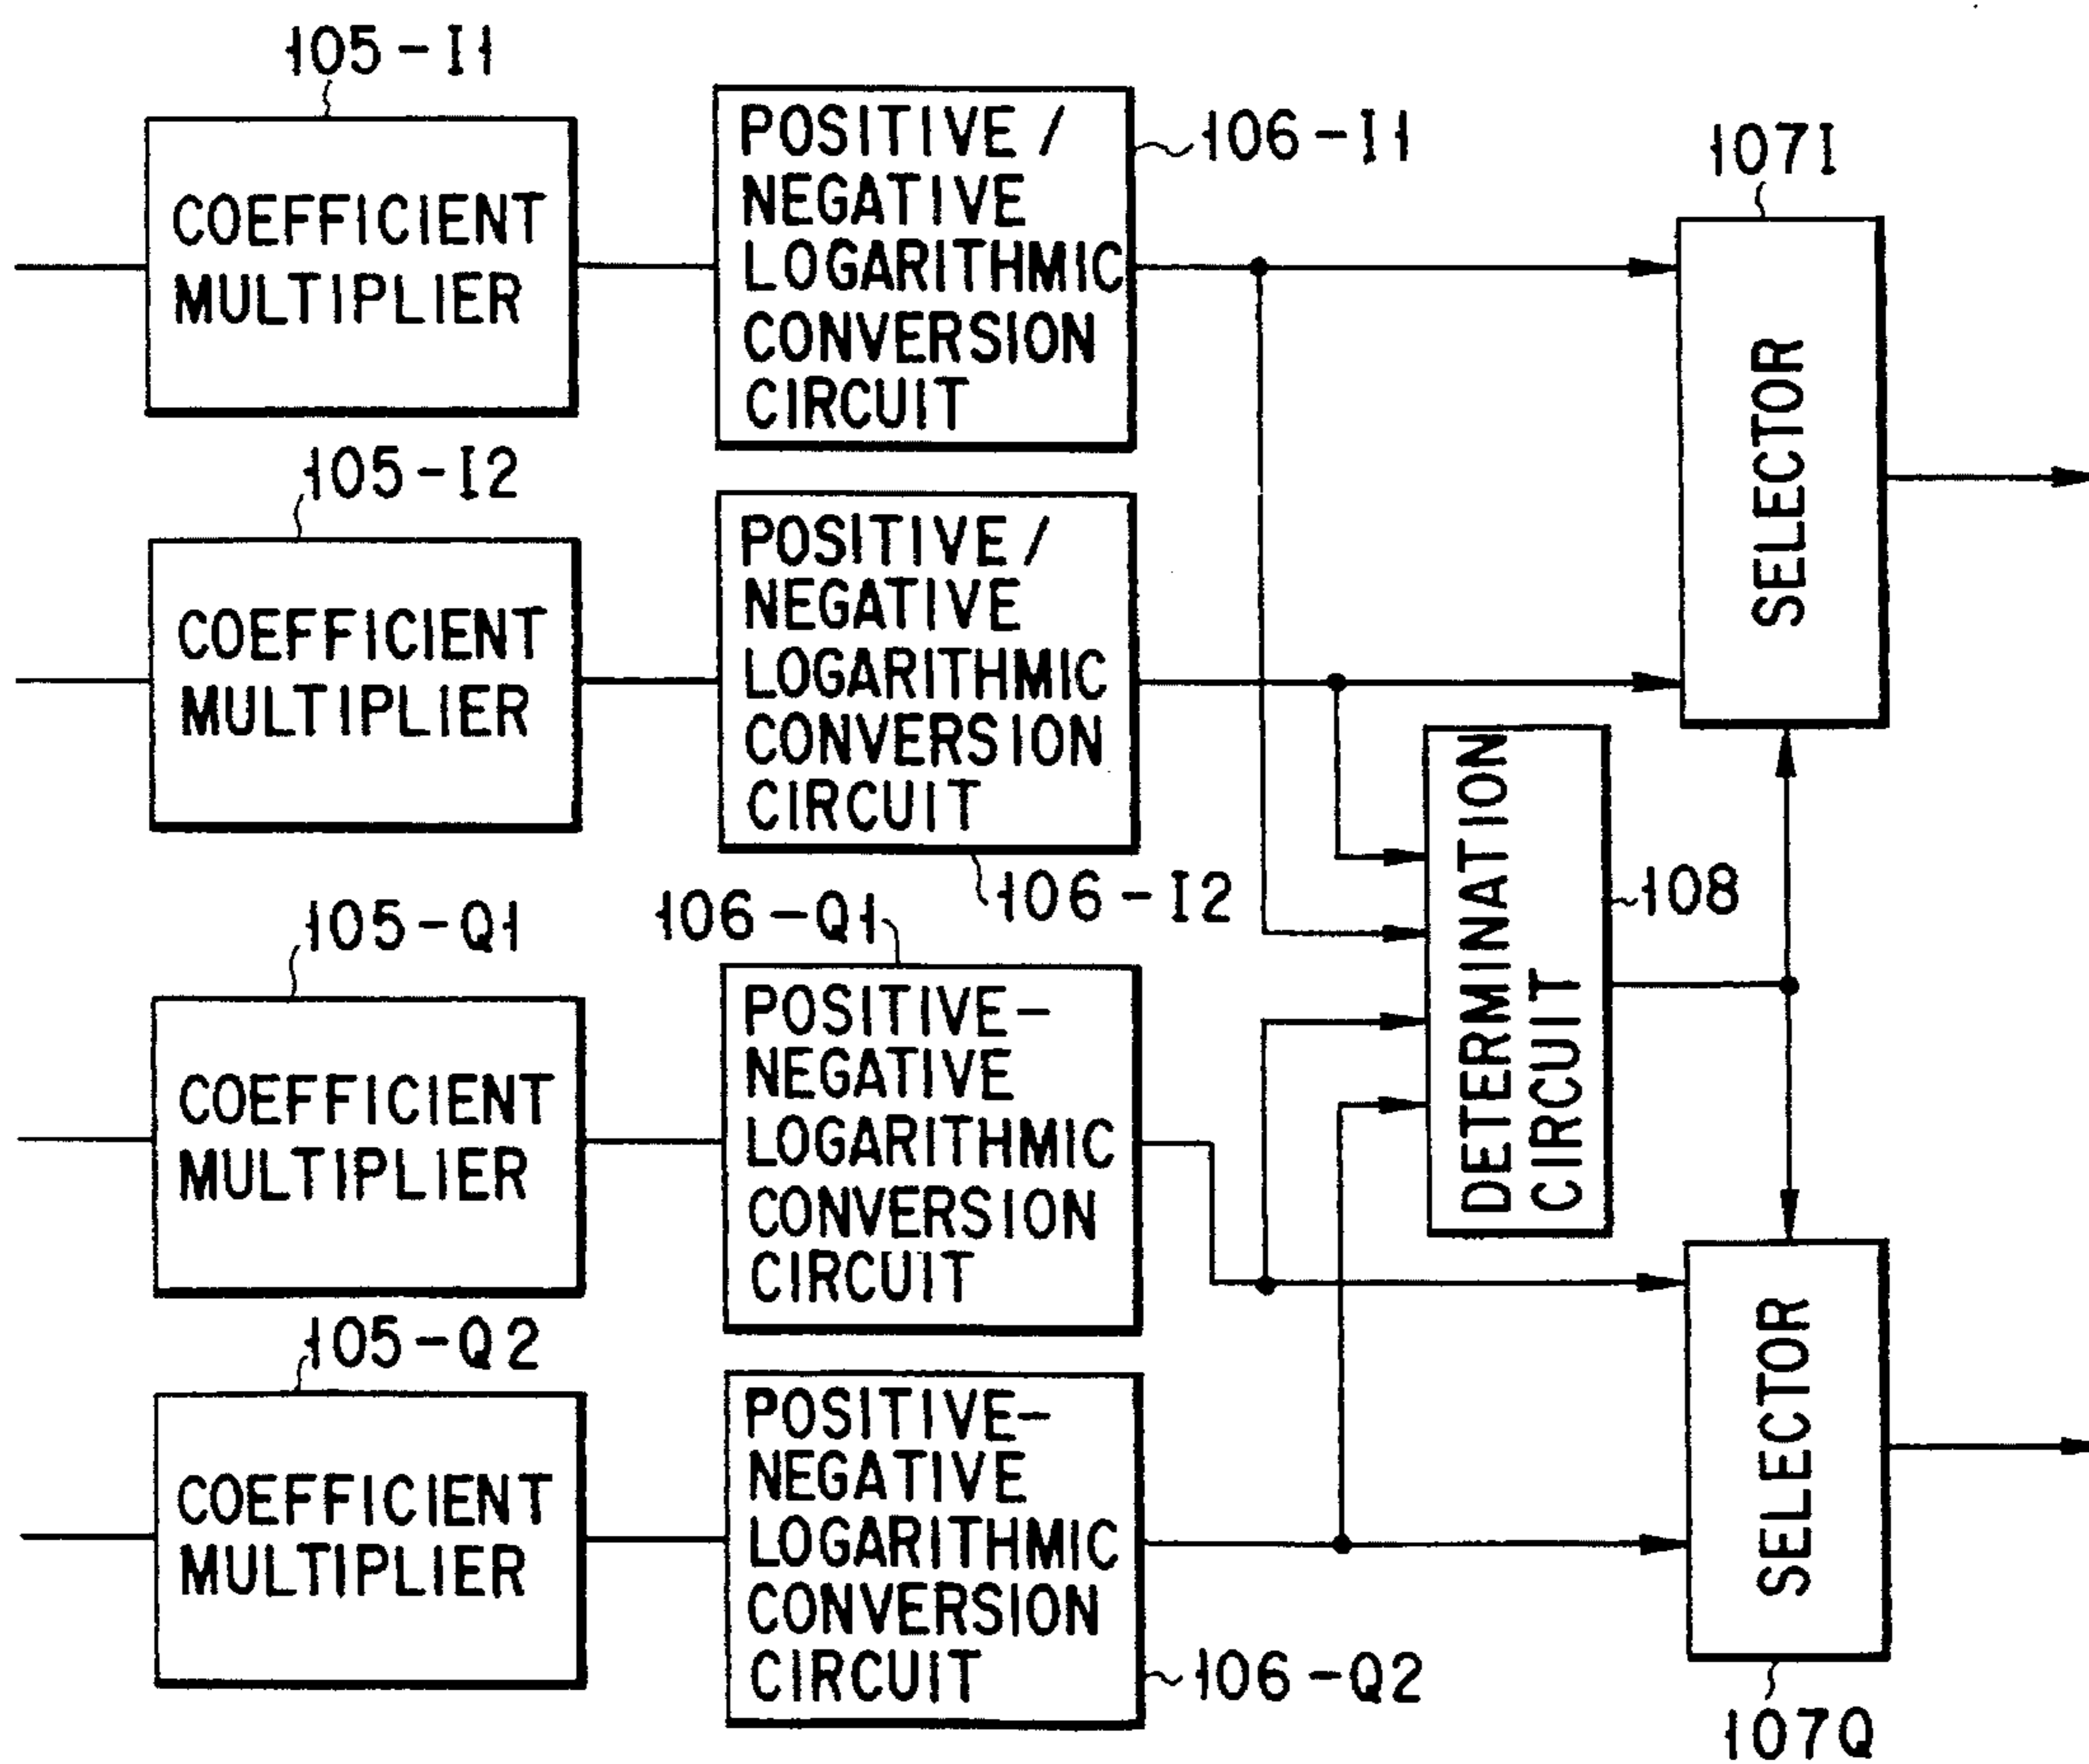 105-I1
COEFFICIENT
MULTIPLIER
POSITIVE /
NEGATIVE
LOGARITHMIC
CONVERSION
CIRCUIT
106-I1
107I
SELECTOR
105-I2
COEFFICIENT
MULTIPLIER
POSITIVE /
NEGATIVE
LOGARITHMIC
CONVERSION
CIRCUIT
106-I2
DETERMINATION
CIRCUIT
108
105-Q1
COEFFICIENT
MULTIPLIER
106-Q1
POSITIVE-
NEGATIVE
LOGARITHMIC
CONVERSION
CIRCUIT
105-Q2
COEFFICIENT
MULTIPLIER
POSITIVE-
NEGATIVE
LOGARITHMIC
CONVERSION
CIRCUIT
106-Q2
SELECTOR
107Q